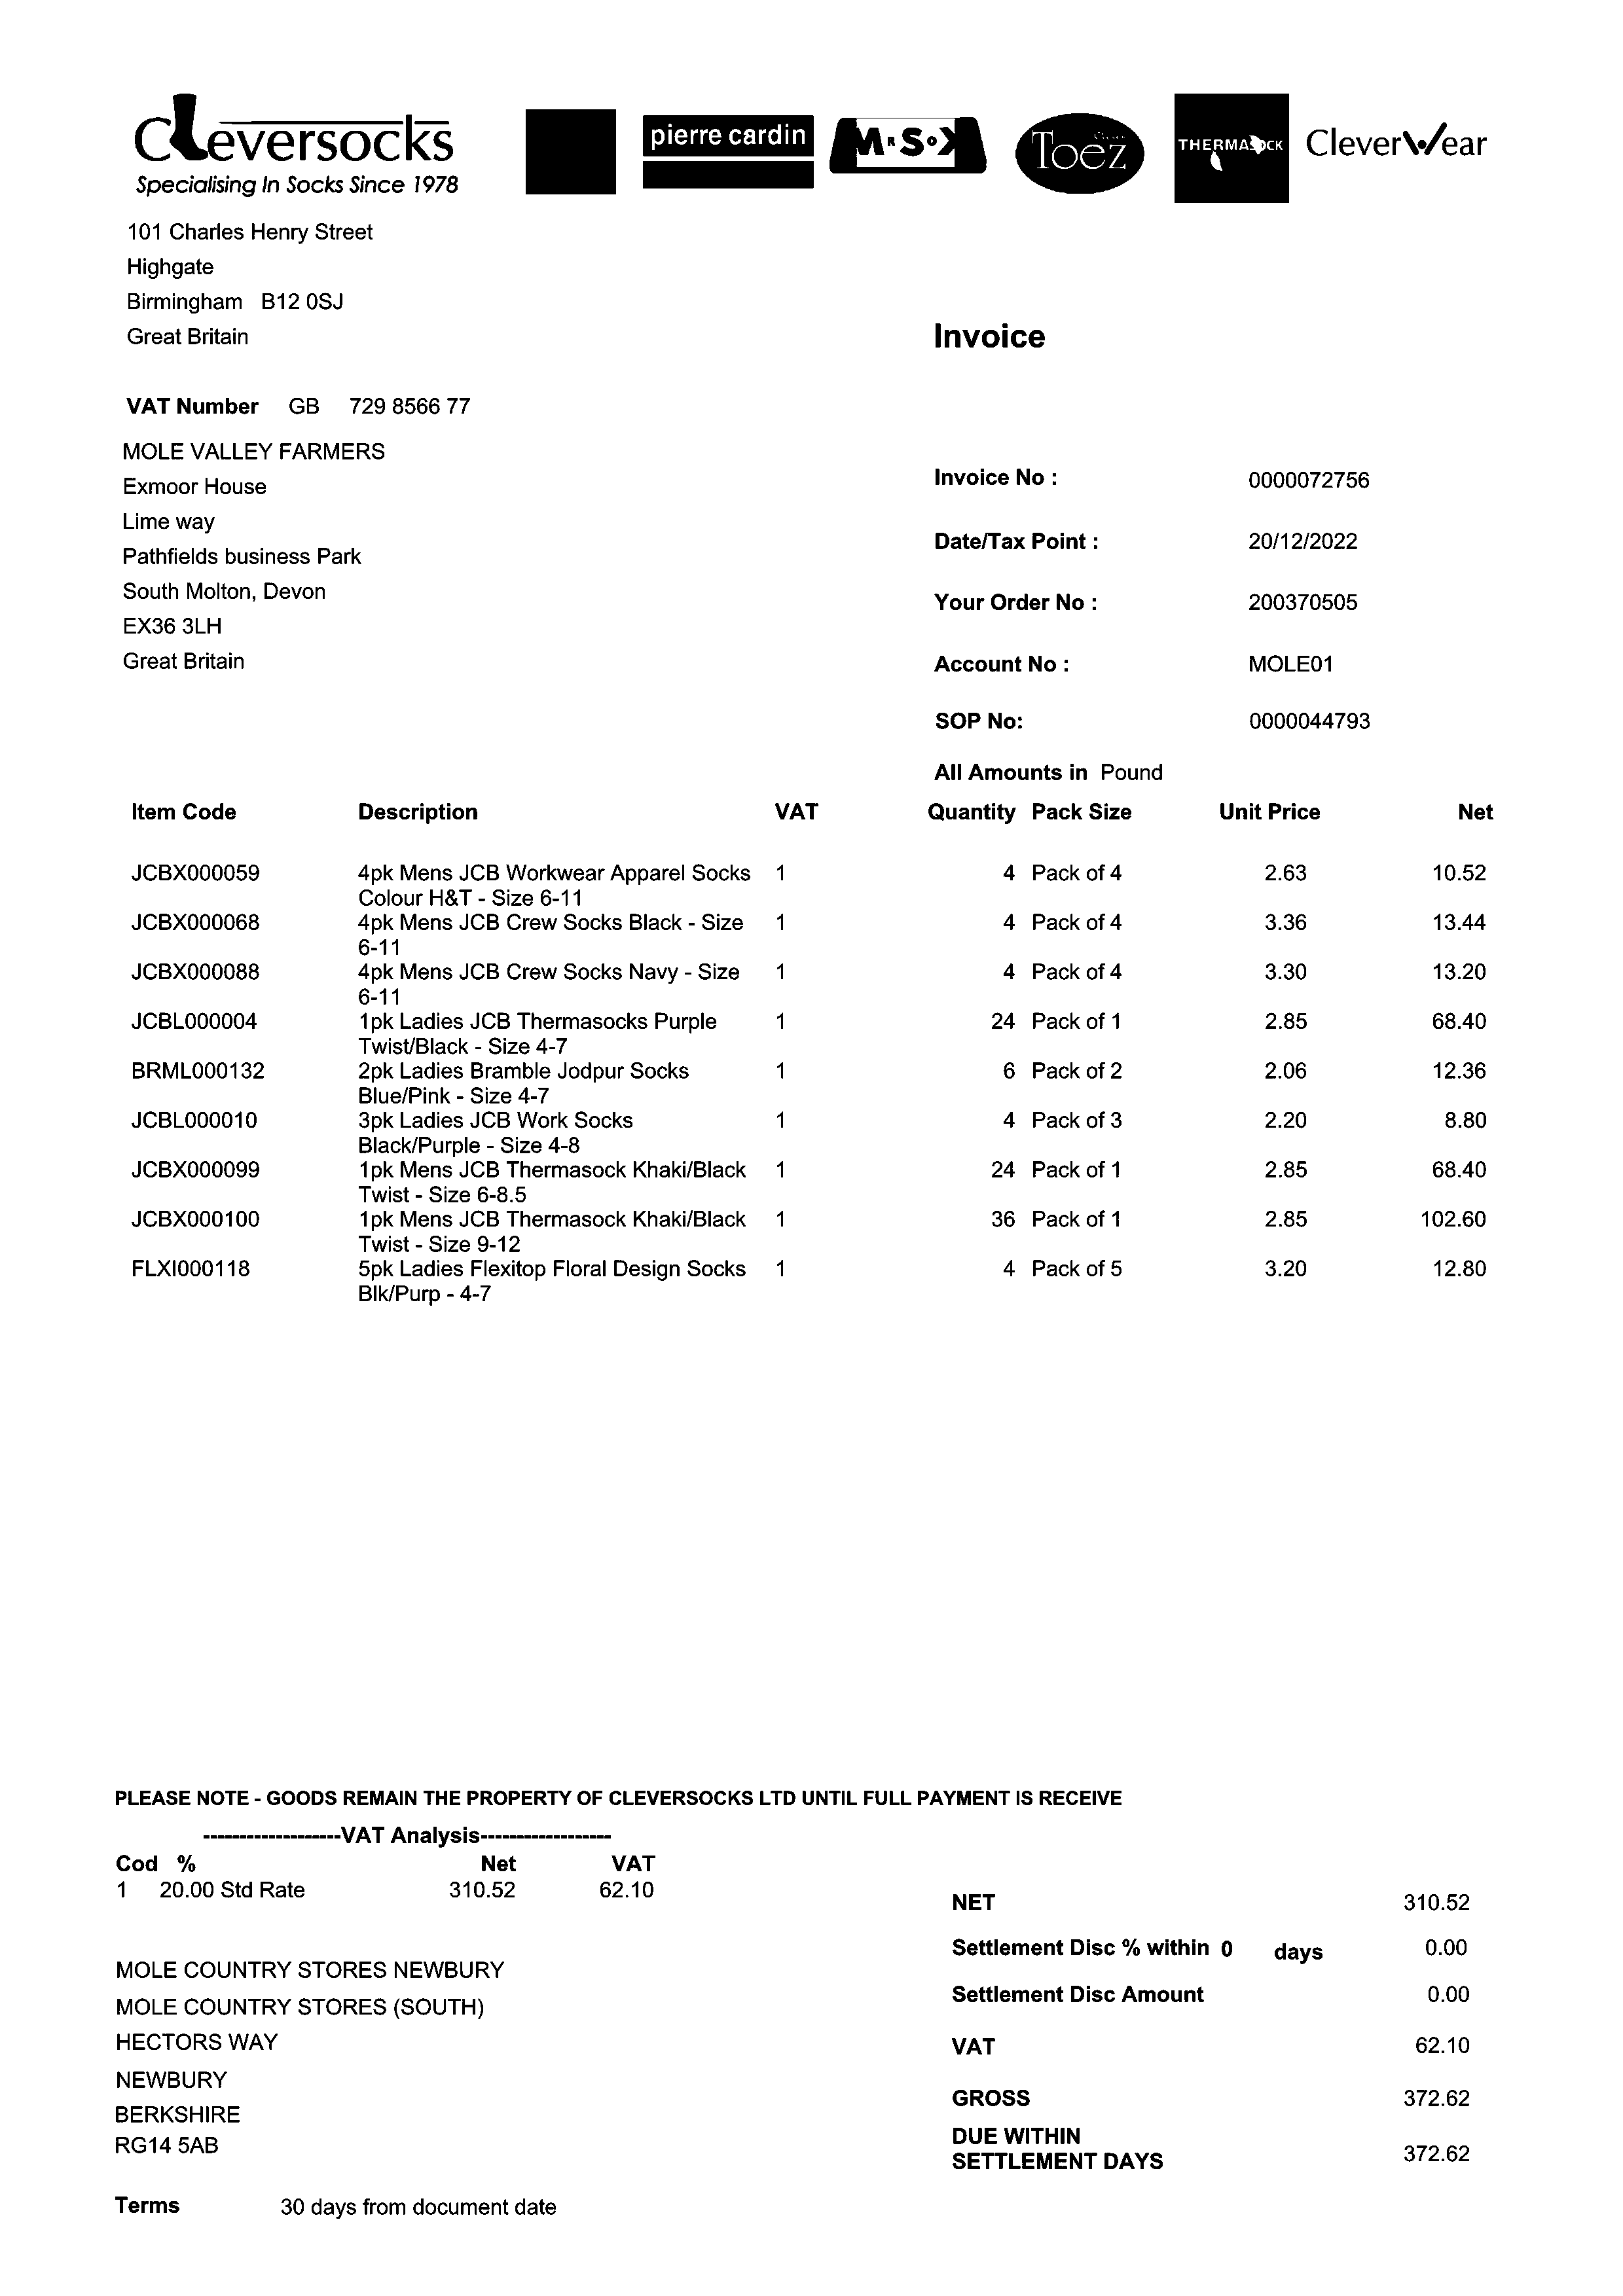 Cleversocks
Specialising In Socks Since 1978
pierre cardin
M R SoX
Toez
THERMASOCK
CleverWear
101 Charles Henry Street
Highgate
Birmingham B12 0SJ
Great Britain
Invoice
VAT Number GB 729 8566 77
MOLE VALLEY FARMERS
Exmoor House
Lime way
Pathfields business Park
South Molton, Devon
EX36 3LH
Great Britain
Invoice No : 0000072756
Date/Tax Point : 20/12/2022
Your Order No : 200370505
Account No : MOLE01
SOP No: 0000044793
All Amounts in Pound
Item Code Description VAT Quantity Pack Size Unit Price Net
JCBX000059 4pk Mens JCB Workwear Apparel Socks 1 4 Pack of 4 2.63 10.52
Colour H&T - Size 6-11
JCBX000068 4pk Mens JCB Crew Socks Black - Size 1 4 Pack of 4 3.36 13.44
6-11
JCBX000088 4pk Mens JCB Crew Socks Navy - Size 1 4 Pack of 4 3.30 13.20
6-11
JCBL000004 1pk Ladies JCB Thermasocks Purple 1 24 Pack of 1 2.85 68.40
Twist/Black - Size 4-7
BRML000132 2pk Ladies Bramble Jodpur Socks 1 6 Pack of 2 2.06 12.36
Blue/Pink - Size 4-7
JCBL000010 3pk Ladies JCB Work Socks 1 4 Pack of 3 2.20 8.80
Black/Purple - Size 4-8
JCBX000099 1pk Mens JCB Thermasock Khaki/Black 1 24 Pack of 1 2.85 68.40
Twist - Size 6-8.5
JCBX000100 1pk Mens JCB Thermasock Khaki/Black 1 36 Pack of 1 2.85 102.60
Twist - Size 9-12
FLXI000118 5pk Ladies Flexitop Floral Design Socks 1 4 Pack of 5 3.20 12.80
Blk/Purp - 4-7
PLEASE NOTE - GOODS REMAIN THE PROPERTY OF CLEVERSOCKS LTD UNTIL FULL PAYMENT IS RECEIVE
-------------------VAT Analysis------------------
Cod % Net VAT
1 20.00 Std Rate 310.52 62.10
MOLE COUNTRY STORES NEWBURY
MOLE COUNTRY STORES (SOUTH)
HECTORS WAY
NEWBURY
BERKSHIRE
RG14 5AB
NET 310.52
Settlement Disc % within 0 days 0.00
Settlement Disc Amount 0.00
VAT 62.10
GROSS 372.62
DUE WITHIN
SETTLEMENT DAYS 372.62
Terms 30 days from document date